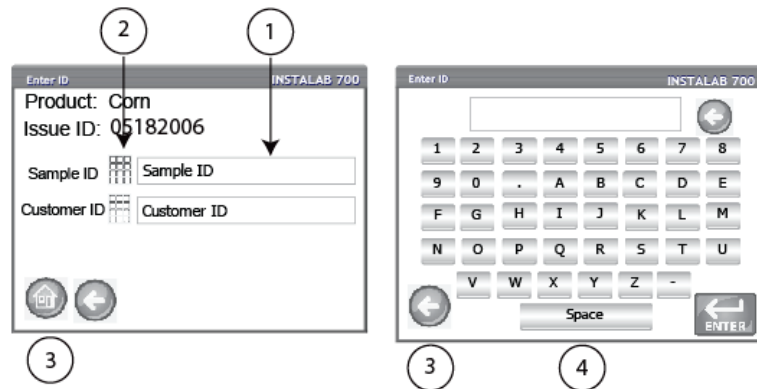 2
1
Enter ID INSTALAB 700
Product: Corn
Issue ID: 05182006
Sample ID Sample ID
Customer ID Customer ID
3
Enter ID INSTALAB 700
1 2 3 4 5 6 7 8
9 0 . A B C D E
F G H I J K L M
N O P Q R S T U
V W X Y Z -
Space
ENTER
3
4